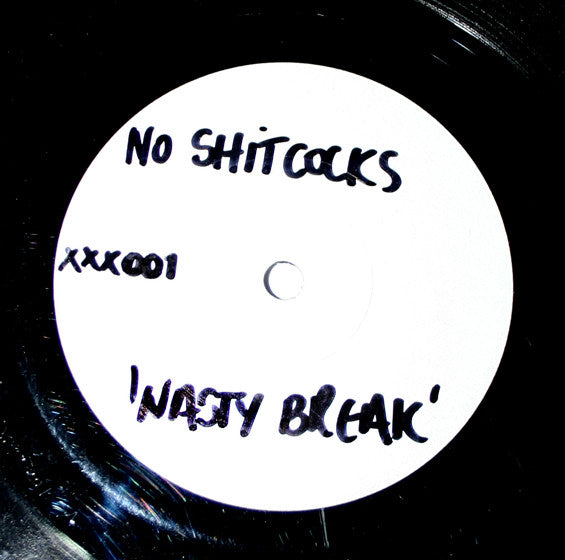 NO SHiTCOCKS
XXX001
'NASTY BREAK'